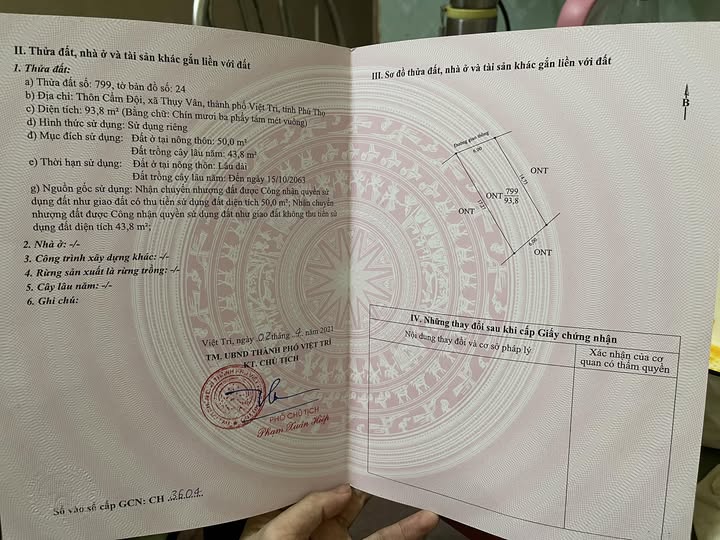 II. Thửa đất, nhà ở và tài sản khác gắn liền với đất
1. Thửa đất:
a) Thửa đất số: 799, tờ bản đồ số: 24
b) Địa chỉ: Thôn Cẩm Đội, xã Thụy Vân, thành phố Việt Trì, tỉnh Phú Thọ
c) Diện tích: 93,8 m² (Bằng chữ: Chín mươi ba phẩy tám mét vuông)
d) Hình thức sử dụng: Sử dụng riêng
đ) Mục đích sử dụng: Đất ở tại nông thôn: 50,0 m²
Đất trồng cây lâu năm: 43,8 m²
e) Thời hạn sử dụng: Đất ở tại nông thôn: Lâu dài
Đất trồng cây lâu năm: Đến ngày 15/10/2063
g) Nguồn gốc sử dụng: Nhận chuyển nhượng đất được Công nhận quyền sử
dụng đất như giao đất có thu tiền sử dụng đất diện tích 50,0 m²; Nhận chuyển
nhượng đất được Công nhận quyền sử dụng đất như giao đất không thu tiền sử
dụng đất diện tích 43,8 m²;
2. Nhà ở: -/-
3. Công trình xây dựng khác: -/-
4. Rừng sản xuất là rừng trồng: -/-
5. Cây lâu năm: -/-
6. Ghi chú:
Việt Trì, ngày 02 tháng 4 năm 2021
TM. UBND THÀNH PHỐ VIỆT TRÌ
KT. CHỦ TỊCH
PHÓ CHỦ TỊCH
Phạm Xuân Hiệp
Số vào sổ cấp GCN: CH 3604
III. Sơ đồ thửa đất, nhà ở và tài sản khác gắn liền với đất
B
Đường giao thông
6.00
ONT
ONT 799
93,8
ONT
6.00
ONT
IV. Những thay đổi sau khi cấp Giấy chứng nhận
Nội dung thay đổi và cơ sở pháp lý
Xác nhận của cơ
quan có thẩm quyền